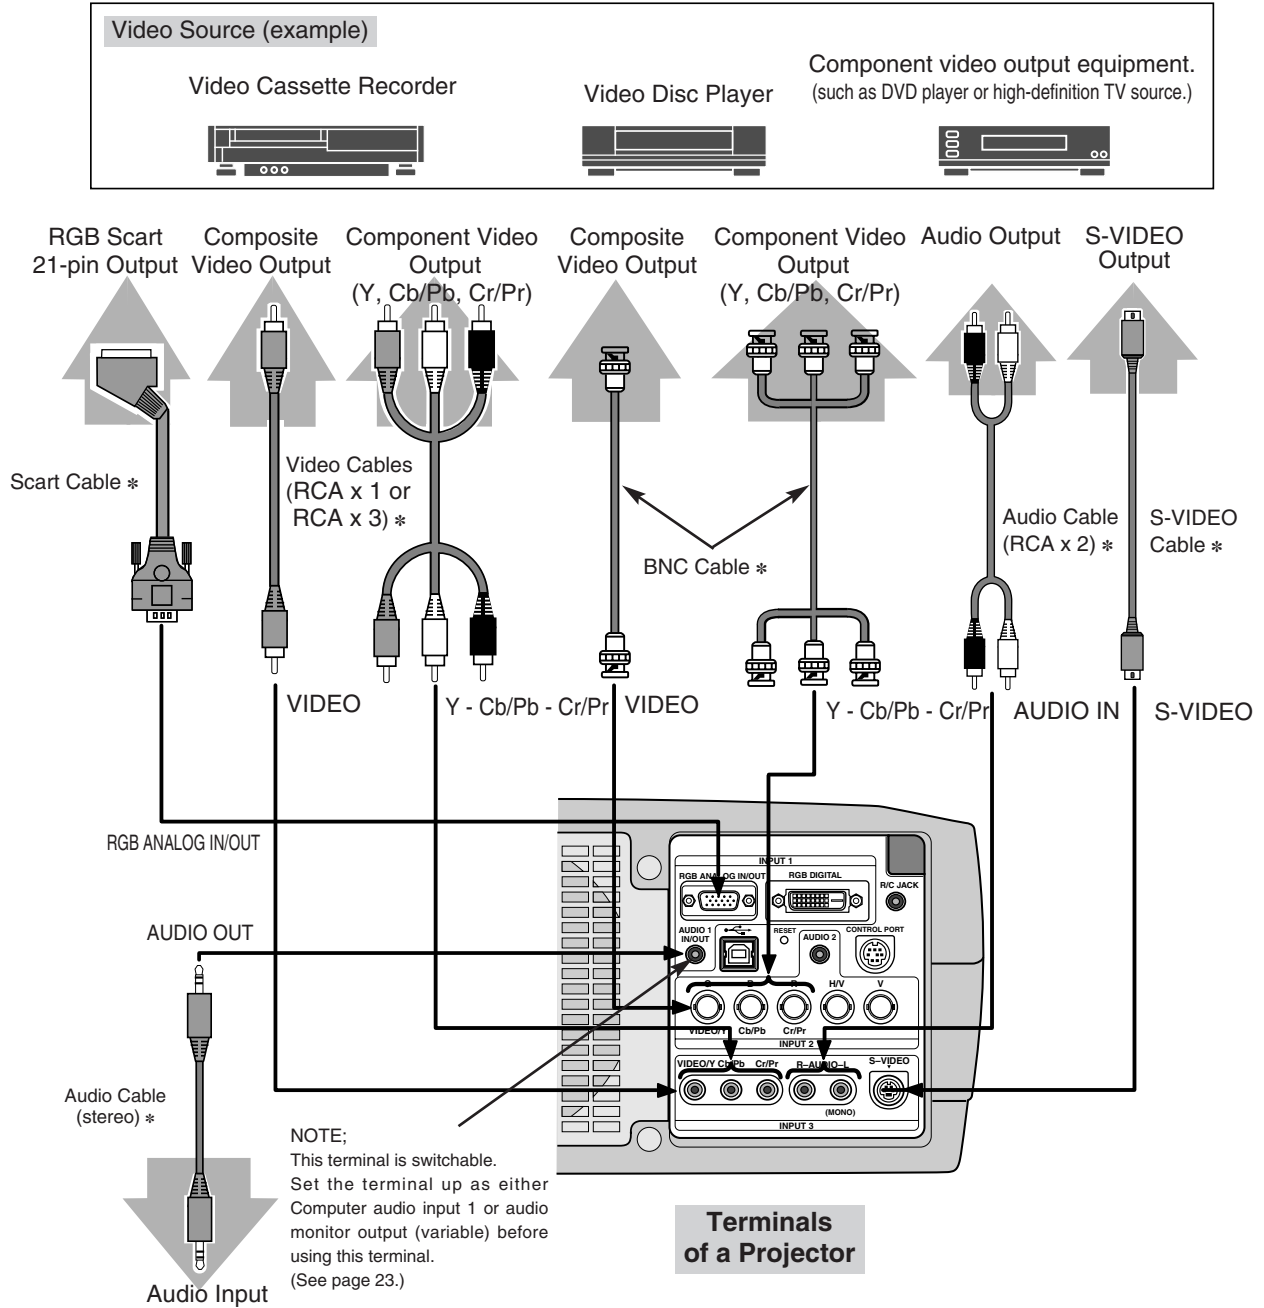 Video Source (example)
Video Cassette Recorder
Video Disc Player
Component video output equipment.
(such as DVD player or high-definition TV source.)
RGB Scart
21-pin Output
Composite
Video Output
Component Video
Output
(Y, Cb/Pb, Cr/Pr)
Composite
Video Output
Component Video
Output
(Y, Cb/Pb, Cr/Pr)
Audio Output
S-VIDEO
Output
Scart Cable ✻
Video Cables
(RCA x 1 or
RCA x 3) ✻
BNC Cable ✻
Audio Cable
(RCA x 2) ✻
S-VIDEO
Cable ✻
VIDEO
Y - Cb/Pb - Cr/Pr
VIDEO
Y - Cb/Pb - Cr/Pr
AUDIO IN
S-VIDEO
RGB ANALOG IN/OUT
AUDIO OUT
INPUT 1
RGB ANALOG IN/OUT
RGB DIGITAL
R/C JACK
AUDIO 1
IN/OUT
RESET
AUDIO 2
CONTROL PORT
G
B
R
H/V
V
VIDEO/Y
Cb/Pb
Cr/Pr
INPUT 2
VIDEO/Y Cb/Pb Cr/Pr
R–AUDIO–L
S–VIDEO
(MONO)
INPUT 3
Audio Cable
(stereo) ✻
NOTE;
This terminal is switchable.
Set the terminal up as either
Computer audio input 1 or audio
monitor output (variable) before
using this terminal.
(See page 23.)
Audio Input
Terminals
of a Projector